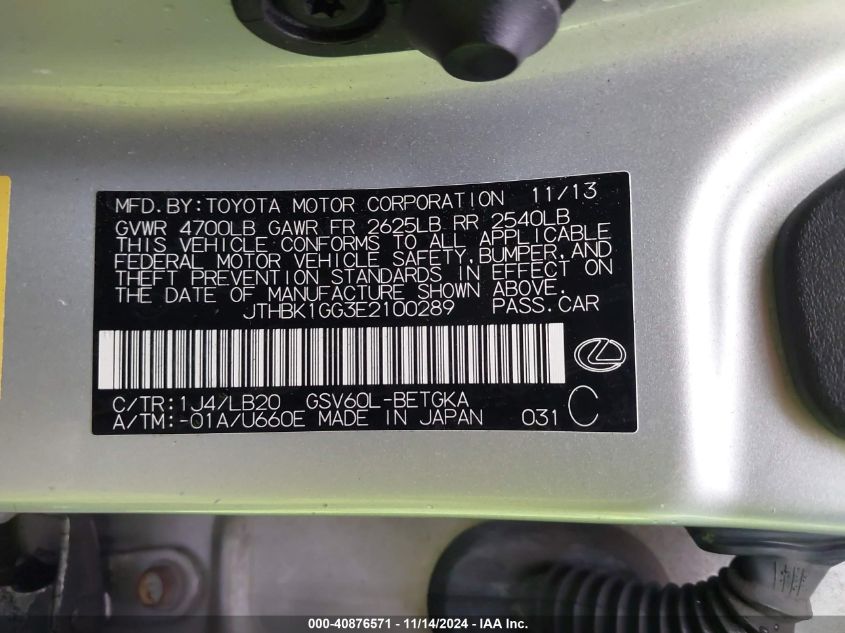 MFD.BY:TOYOTA MOTOR CORPORATION 11/13
GVWR 4700LB GAWR FR 2625LB RR 2540LB
THIS VEHICLE CONFORMS TO ALL APPLICABLE
FEDERAL MOTOR VEHICLE SAFETY,BUMPER,AND
THEFT PREVENTION STANDARDS IN EFFECT ON
THE DATE OF MANUFACTURE SHOWN ABOVE.
JTHBK1GG3E2100289 PASS.CAR
C/TR:1J4/LB20 GSV60L-BETGKA
A/TM:-01A/U660E MADE IN JAPAN 031 C
000-40876571 - 11/14/2024 - IAA Inc.